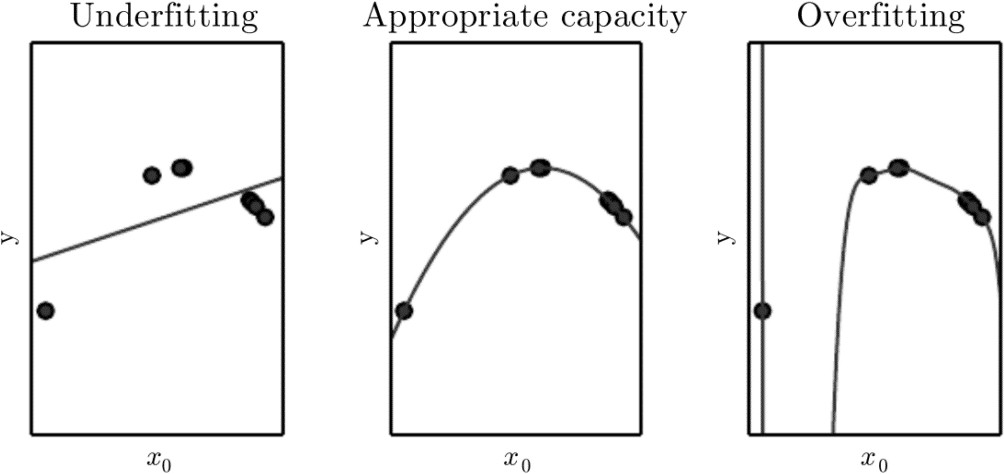 Underfitting
Appropriate capacity
Overfitting
y
y
y
x₀
x₀
x₀